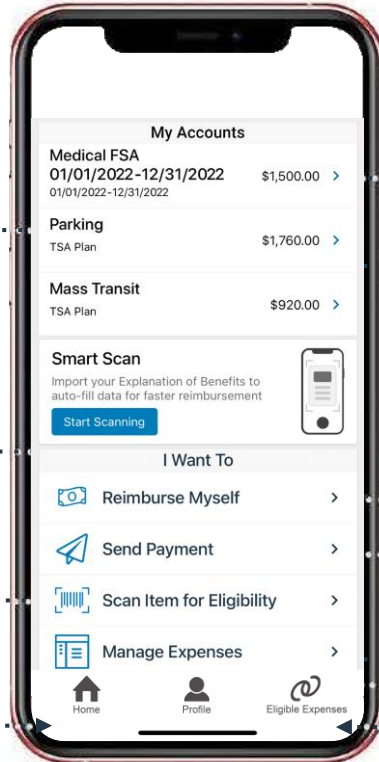 My Accounts
Medical FSA
01/01/2022-12/31/2022
$1,500.00
01/01/2022-12/31/2022
Parking
$1,760.00
TSA Plan
Mass Transit
$920.00
TSA Plan
Smart Scan
Import your Explanation of Benefits to
auto-fill data for faster reimbursement
Start Scanning
I Want To
Reimburse Myself
Send Payment
Scan Item for Eligibility
Manage Expenses
Home
Profile
Eligible Expenses